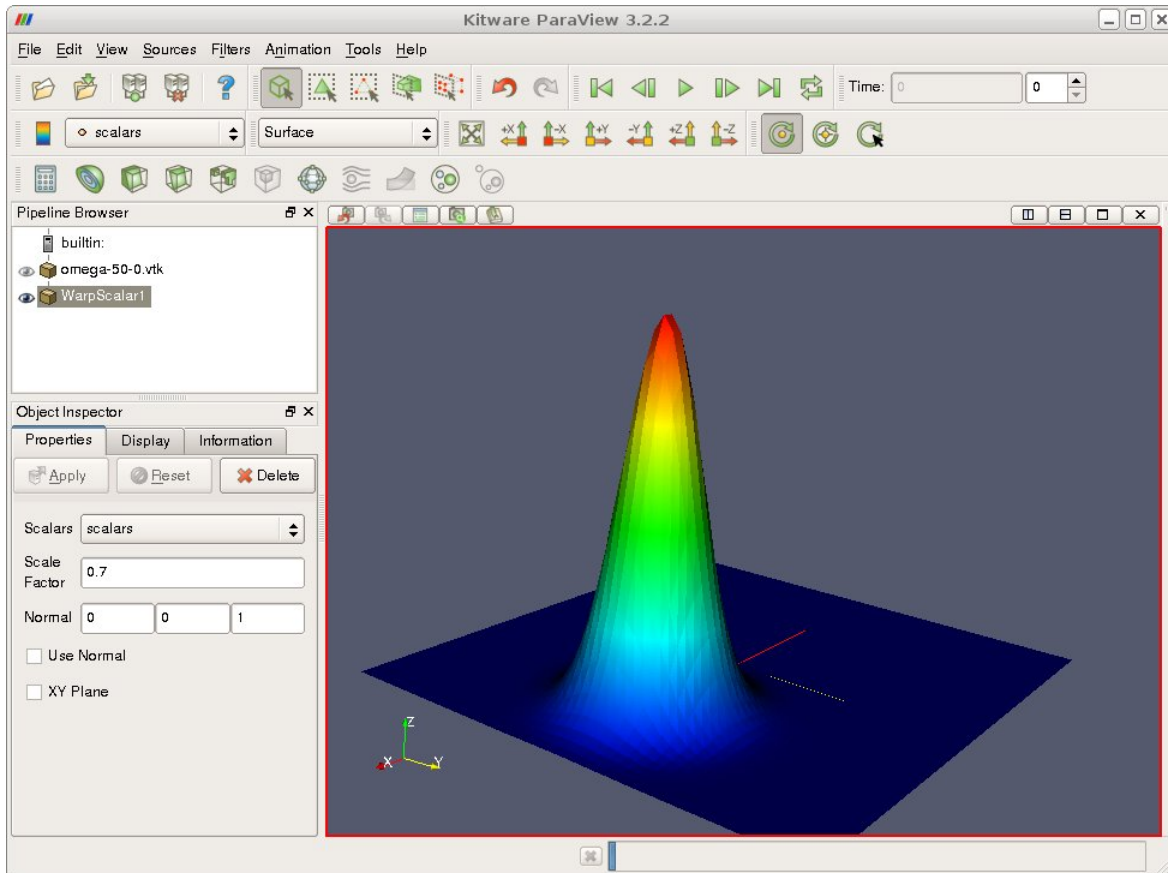 Kitware ParaView 3.2.2
File Edit View Sources Filters Animation Tools Help
Time: 0 0
scalars Surface +X -X +Y -Y +Z -Z
Pipeline Browser
builtin:
omega-50-0.vtk
WarpScalar1
Object Inspector
Properties Display Information
Apply Reset Delete
Scalars scalars
Scale
Factor 0.7
Normal 0 0 1
Use Normal
XY Plane
Z
X Y